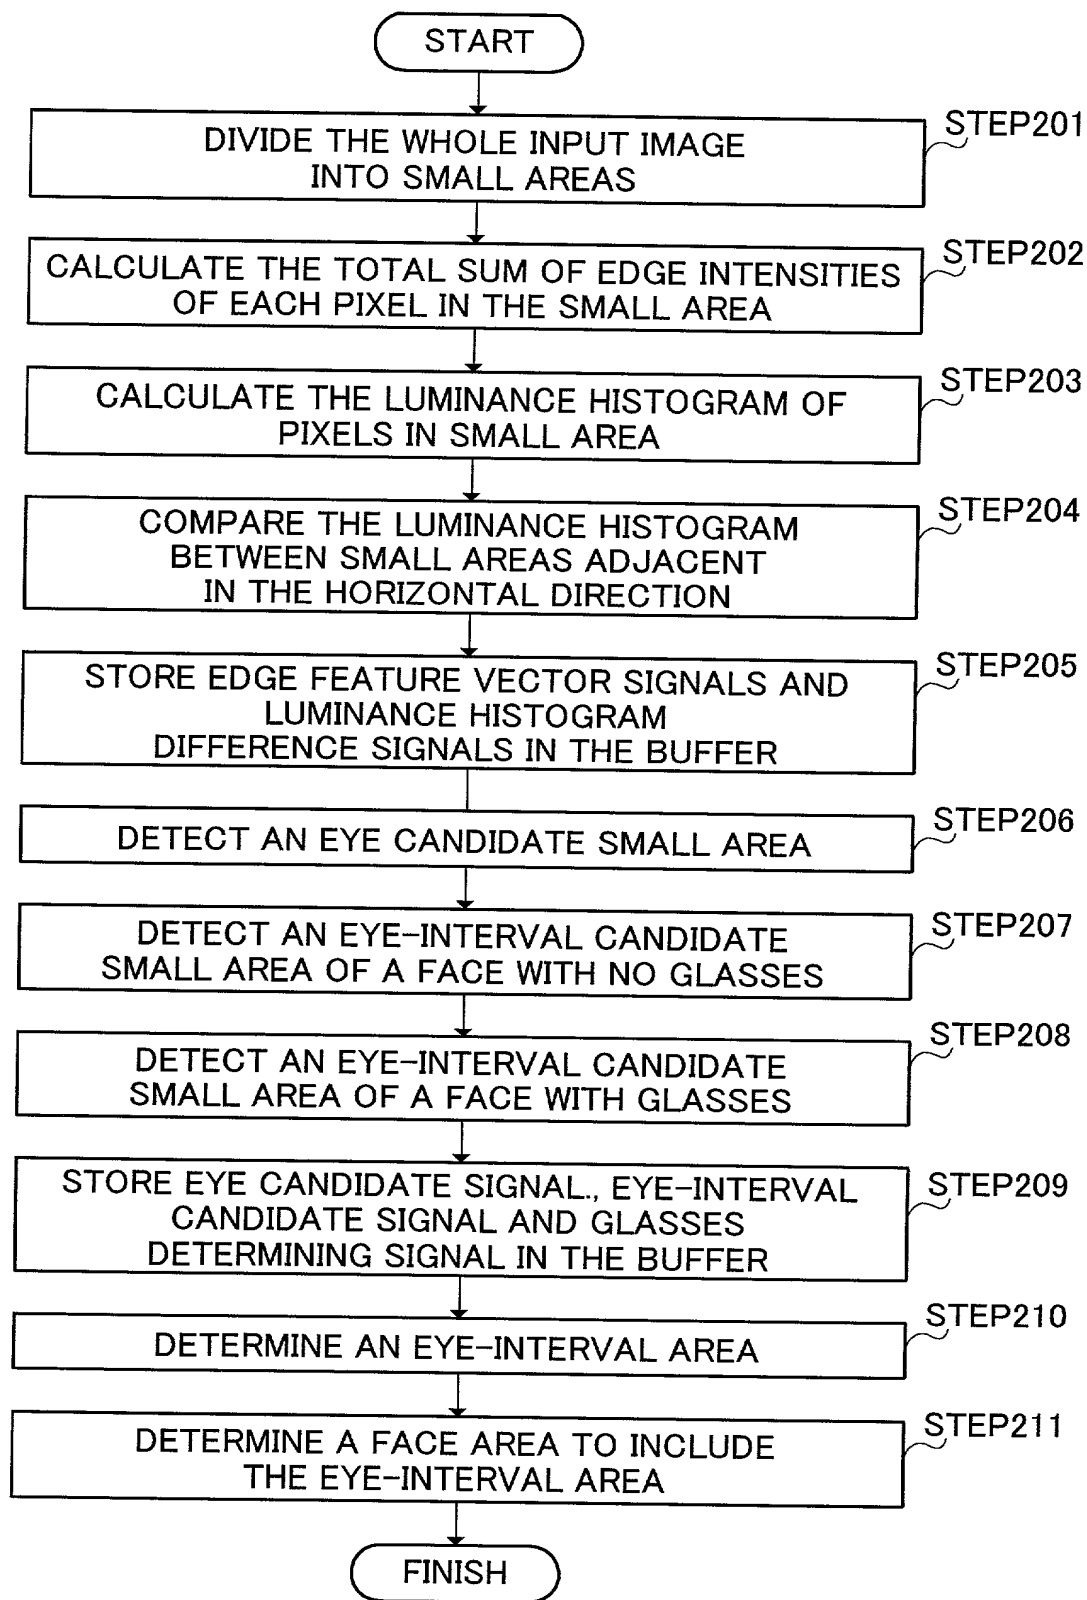 START
STEP201
DIVIDE THE WHOLE INPUT IMAGE
INTO SMALL AREAS
STEP202
CALCULATE THE TOTAL SUM OF EDGE INTENSITIES
OF EACH PIXEL IN THE SMALL AREA
STEP203
CALCULATE THE LUMINANCE HISTOGRAM OF
PIXELS IN SMALL AREA
STEP204
COMPARE THE LUMINANCE HISTOGRAM
BETWEEN SMALL AREAS ADJACENT
IN THE HORIZONTAL DIRECTION
STEP205
STORE EDGE FEATURE VECTOR SIGNALS AND
LUMINANCE HISTOGRAM
DIFFERENCE SIGNALS IN THE BUFFER
STEP206
DETECT AN EYE CANDIDATE SMALL AREA
STEP207
DETECT AN EYE-INTERVAL CANDIDATE
SMALL AREA OF A FACE WITH NO GLASSES
STEP208
DETECT AN EYE-INTERVAL CANDIDATE
SMALL AREA OF A FACE WITH GLASSES
STEP209
STORE EYE CANDIDATE SIGNAL., EYE-INTERVAL
CANDIDATE SIGNAL AND GLASSES
DETERMINING SIGNAL IN THE BUFFER
STEP210
DETERMINE AN EYE-INTERVAL AREA
STEP211
DETERMINE A FACE AREA TO INCLUDE
THE EYE-INTERVAL AREA
FINISH